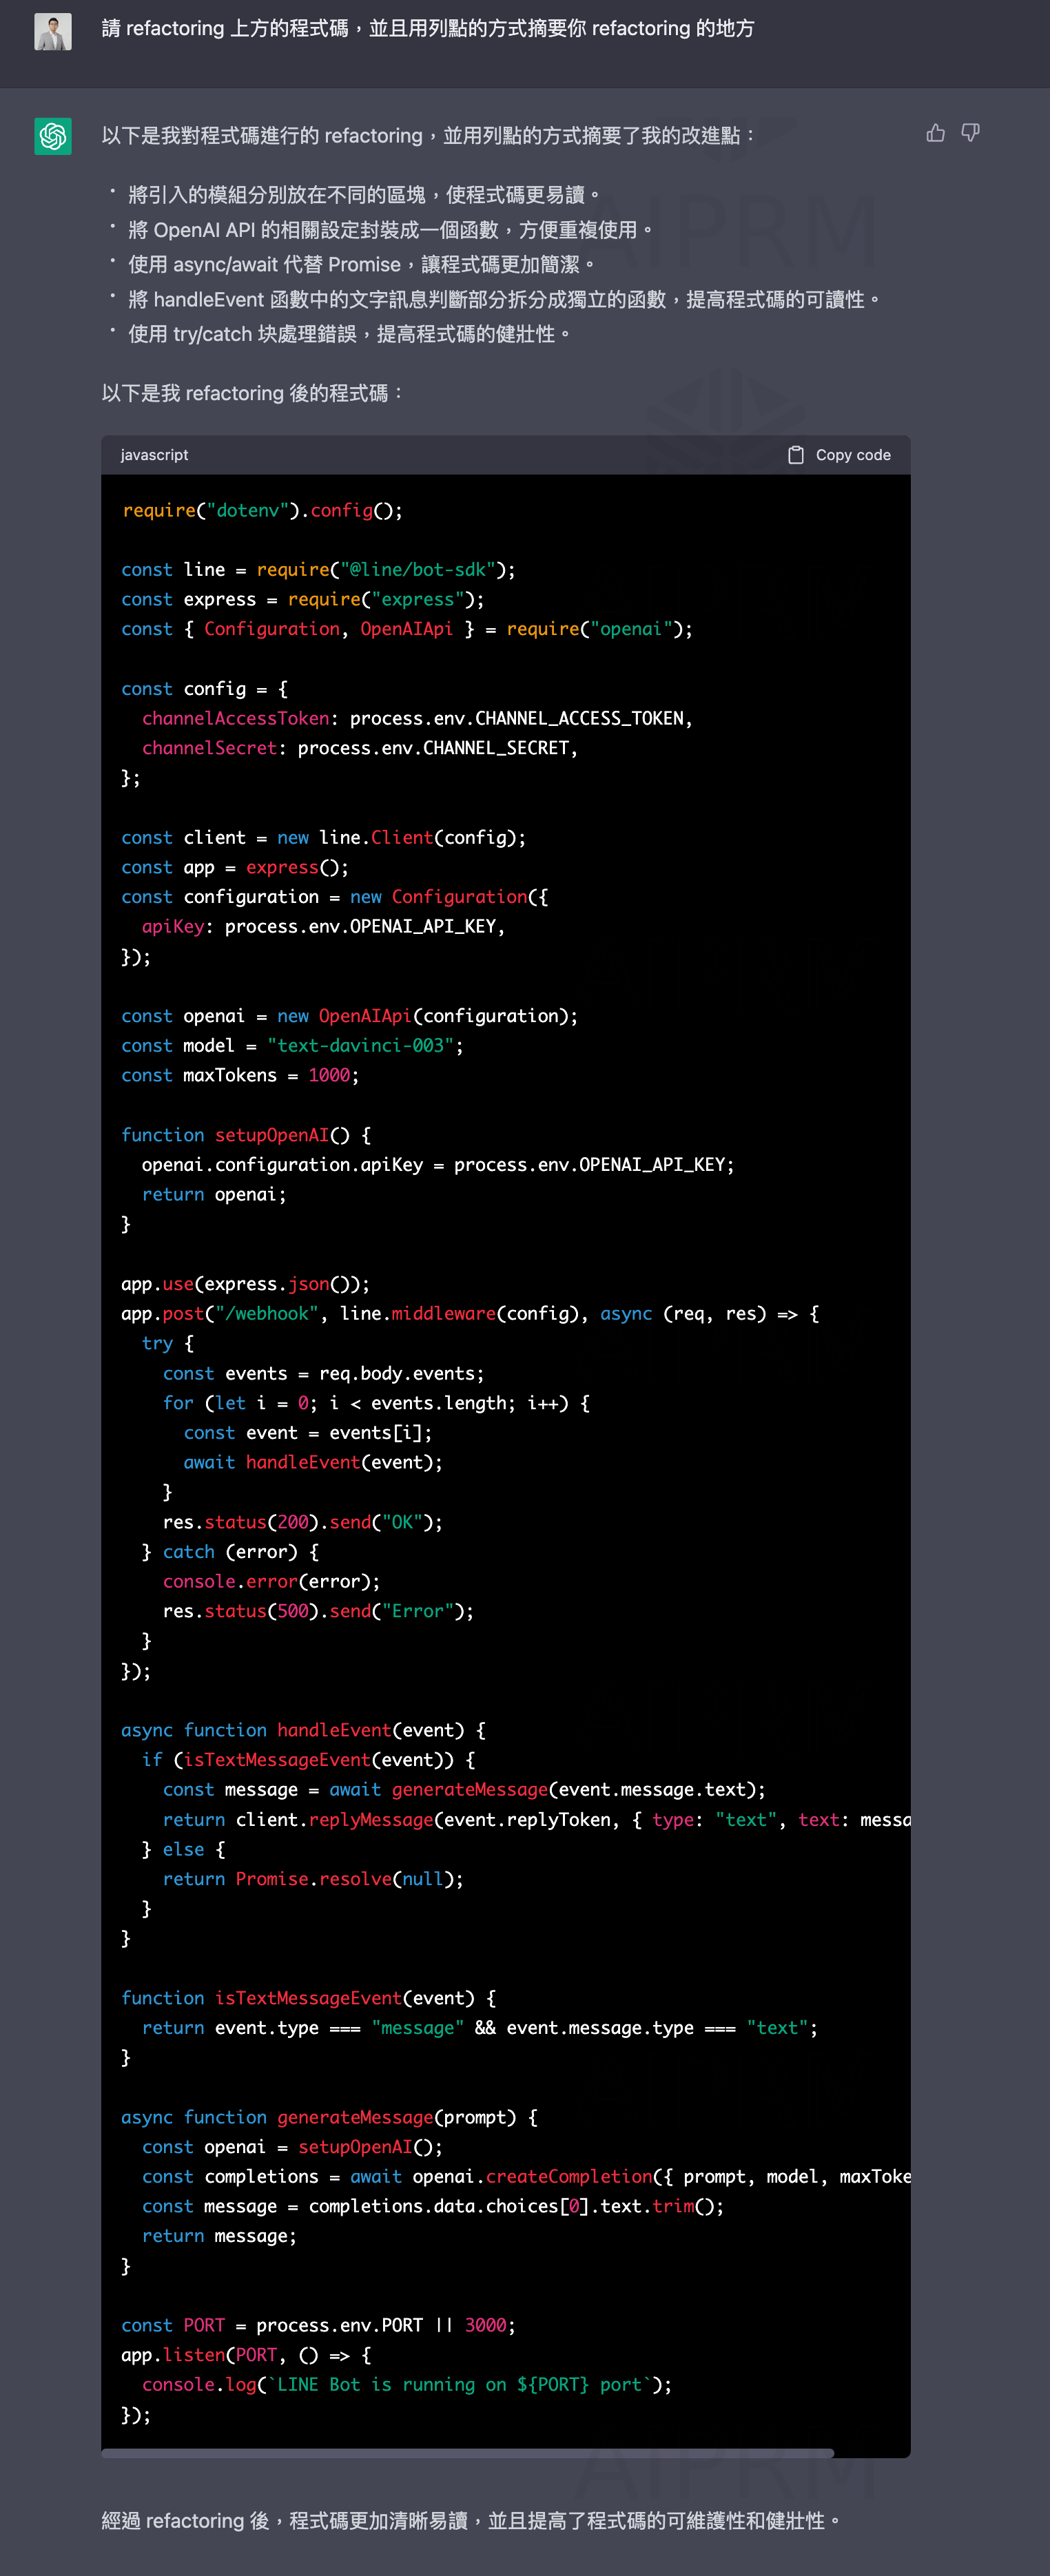 請 refactoring 上方的程式碼，並且用列點的方式摘要你 refactoring 的地方
以下是我對程式碼進行的 refactoring，並用列點的方式摘要了我的改進點：
• 將引入的模組分別放在不同的區塊，使程式碼更易讀。
• 將 OpenAI API 的相關設定封裝成一個函數，方便重複使用。
• 使用 async/await 代替 Promise，讓程式碼更加簡潔。
• 將 handleEvent 函數中的文字訊息判斷部分拆分成獨立的函數，提高程式碼的可讀性。
• 使用 try/catch 块處理錯誤，提高程式碼的健壯性。
以下是我 refactoring 後的程式碼：
javascript Copy code
require("dotenv").config();
const line = require("@line/bot-sdk");
const express = require("express");
const { Configuration, OpenAIApi } = require("openai");
const config = {
  channelAccessToken: process.env.CHANNEL_ACCESS_TOKEN,
  channelSecret: process.env.CHANNEL_SECRET,
};
const client = new line.Client(config);
const app = express();
const configuration = new Configuration({
  apiKey: process.env.OPENAI_API_KEY,
});
const openai = new OpenAIApi(configuration);
const model = "text-davinci-003";
const maxTokens = 1000;
function setupOpenAI() {
  openai.configuration.apiKey = process.env.OPENAI_API_KEY;
  return openai;
}
app.use(express.json());
app.post("/webhook", line.middleware(config), async (req, res) => {
  try {
    const events = req.body.events;
    for (let i = 0; i < events.length; i++) {
      const event = events[i];
      await handleEvent(event);
    }
    res.status(200).send("OK");
  } catch (error) {
    console.error(error);
    res.status(500).send("Error");
  }
});
async function handleEvent(event) {
  if (isTextMessageEvent(event)) {
    const message = await generateMessage(event.message.text);
    return client.replyMessage(event.replyToken, { type: "text", text: messa
  } else {
    return Promise.resolve(null);
  }
}
function isTextMessageEvent(event) {
  return event.type === "message" && event.message.type === "text";
}
async function generateMessage(prompt) {
  const openai = setupOpenAI();
  const completions = await openai.createCompletion({ prompt, model, maxToke
  const message = completions.data.choices[0].text.trim();
  return message;
}
const PORT = process.env.PORT || 3000;
app.listen(PORT, () => {
  console.log(`LINE Bot is running on ${PORT} port`);
});
AIPRM
AIPRM
經過 refactoring 後，程式碼更加清晰易讀，並且提高了程式碼的可維護性和健壯性。